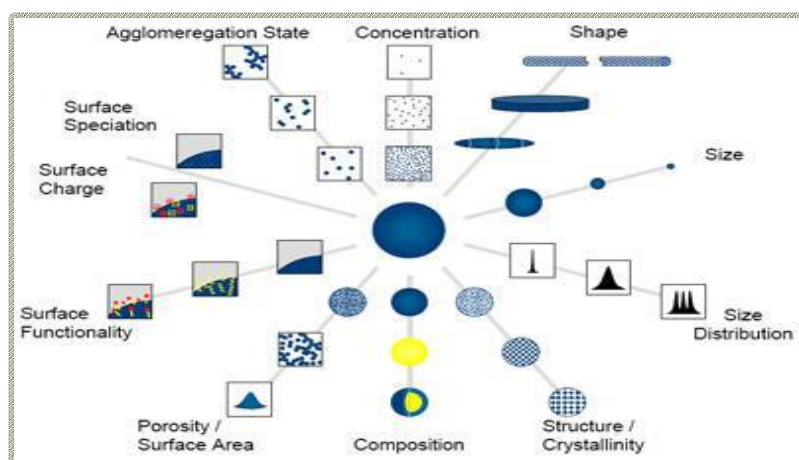 Agglomeregation State
Concentration
Shape
Surface
Speciation
Surface
Charge
Size
Surface
Functionality
Size
Distribution
Porosity /
Surface Area
Composition
Structure /
Crystallinity